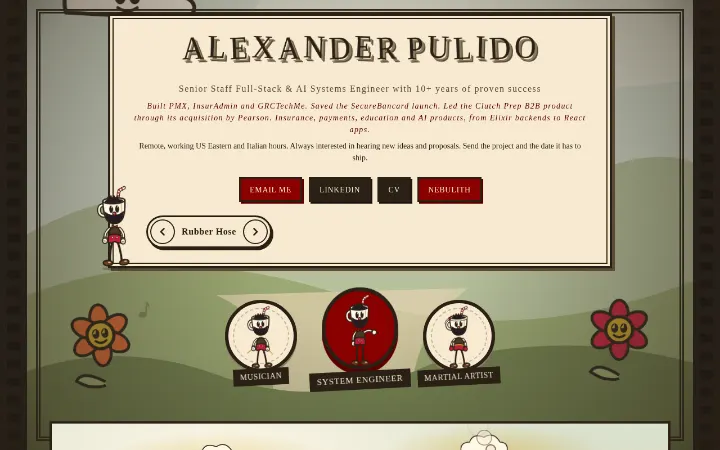 ALEXANDER PULIDO
Senior Staff Full-Stack & AI Systems Engineer with 10+ years of proven success
Built PMX, InsurAdmin and GRCTechMe. Saved the SecureBancard launch. Led the Clutch Prep B2B product
through its acquisition by Pearson. Insurance, payments, education and AI products, from Elixir backends to React
apps.
Remote, working US Eastern and Italian hours. Always interested in hearing new ideas and proposals. Send the project and the date it has to
ship.
EMAIL ME LINKEDIN CV NEBULITH
Rubber Hose
MUSICIAN SYSTEM ENGINEER MARTIAL ARTIST